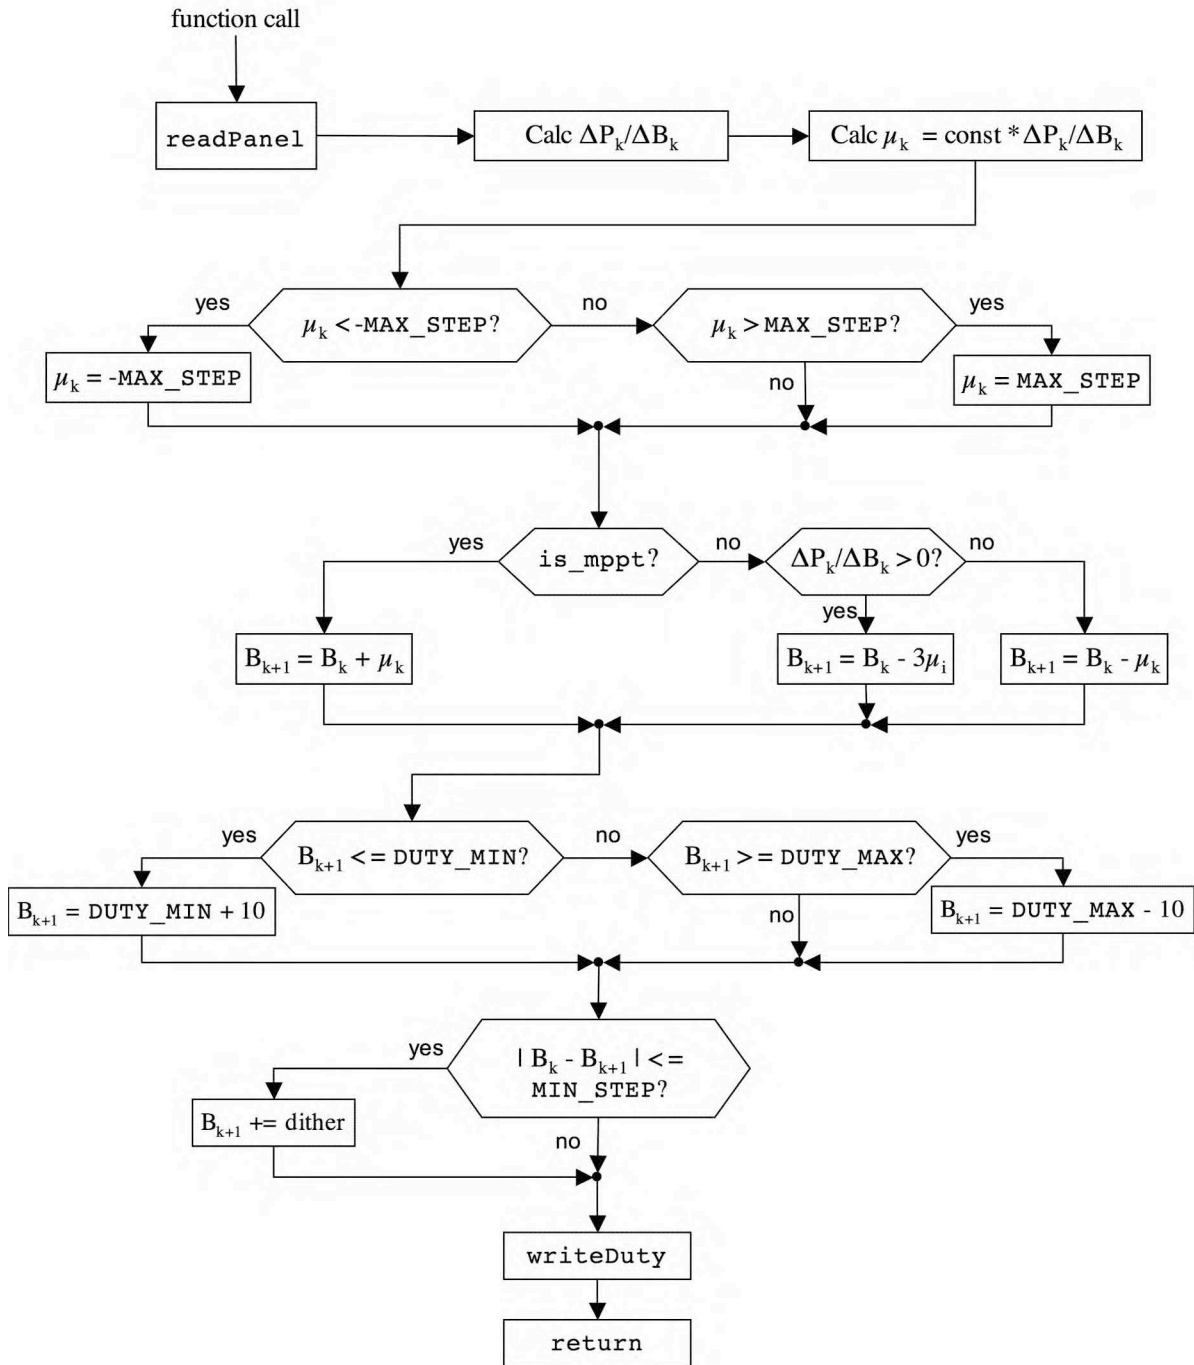 function call
readPanel
Calc ΔPₖ/ΔBₖ
Calc μₖ = const * ΔPₖ/ΔBₖ
yes
μₖ < -MAX_STEP?
no
μₖ > MAX_STEP?
yes
μₖ = -MAX_STEP
no
μₖ = MAX_STEP
yes
is_mppt?
no
ΔPₖ/ΔBₖ > 0?
no
yes
Bₖ₊₁ = Bₖ + μₖ
Bₖ₊₁ = Bₖ - 3μᵢ
Bₖ₊₁ = Bₖ - μₖ
yes
Bₖ₊₁ <= DUTY_MIN?
no
Bₖ₊₁ >= DUTY_MAX?
yes
Bₖ₊₁ = DUTY_MIN + 10
no
Bₖ₊₁ = DUTY_MAX - 10
yes
| Bₖ - Bₖ₊₁ | <=
MIN_STEP?
Bₖ₊₁ += dither
no
writeDuty
return